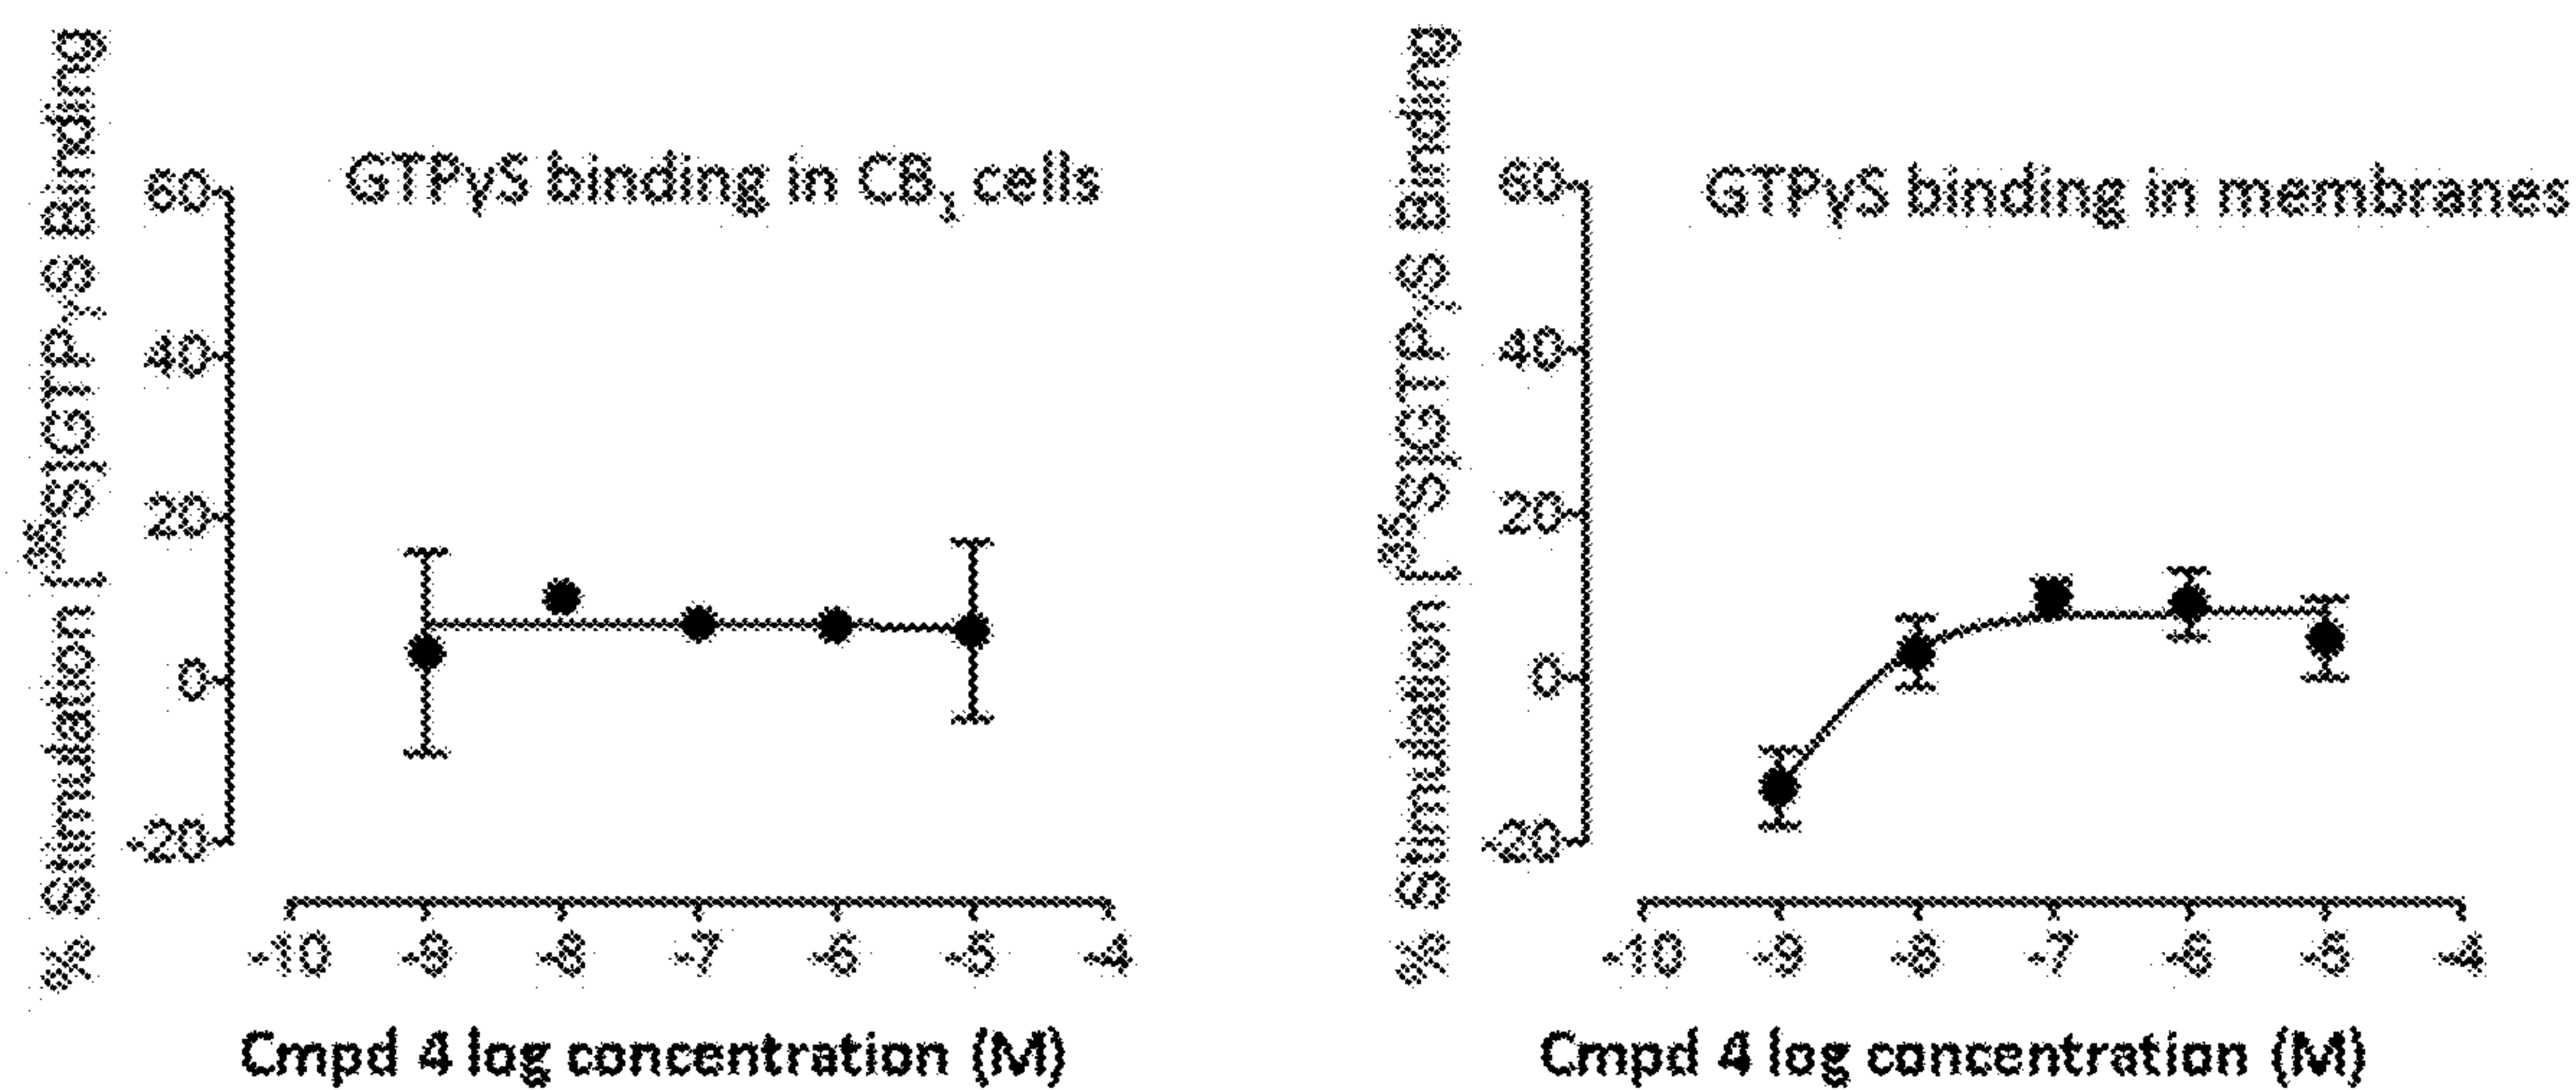 GTPγS binding in CB₁ cells
% Stimulation [³⁵S]GTPγS Binding
60
40
20
0
-20
-10 -9 -8 -7 -6 -5 -4
Cmpd 4 log concentration (M)
GTPγS binding in membranes
% Stimulation [³⁵S]GTPγS Binding
60
40
20
0
-20
-10 -9 -8 -7 -6 -5 -4
Cmpd 4 log concentration (M)